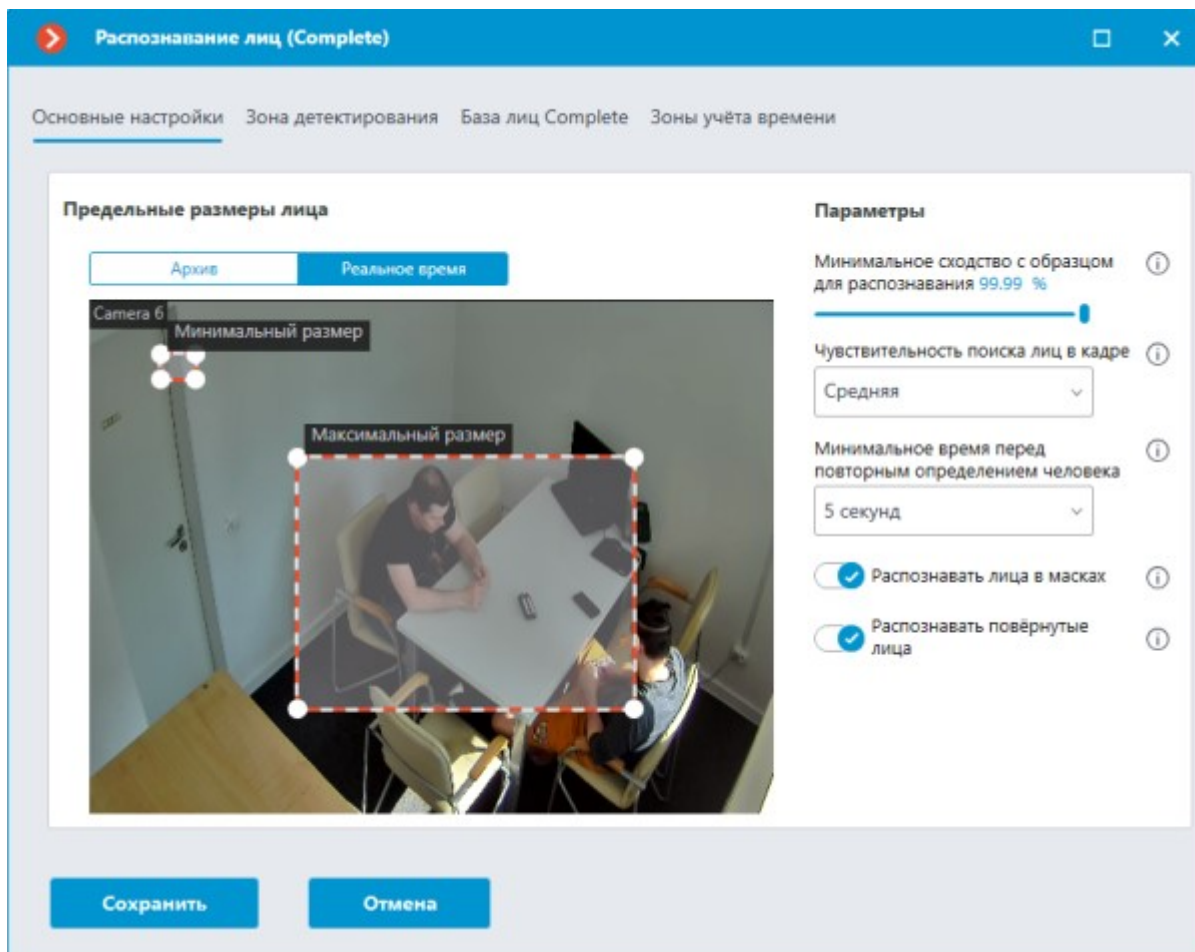 Распознавание лиц (Complete)
Основные настройки Зона детектирования База лиц Complete Зоны учёта времени
Предельные размеры лица
Архив Реальное время
Camera 6
Минимальный размер
Максимальный размер
Параметры
Минимальное сходство с образцом
для распознавания 99.99 %
Чувствительность поиска лиц в кадре
Средняя
Минимальное время перед
повторным определением человека
5 секунд
Распознавать лица в масках
Распознавать повёрнутые
лица
Сохранить Отмена